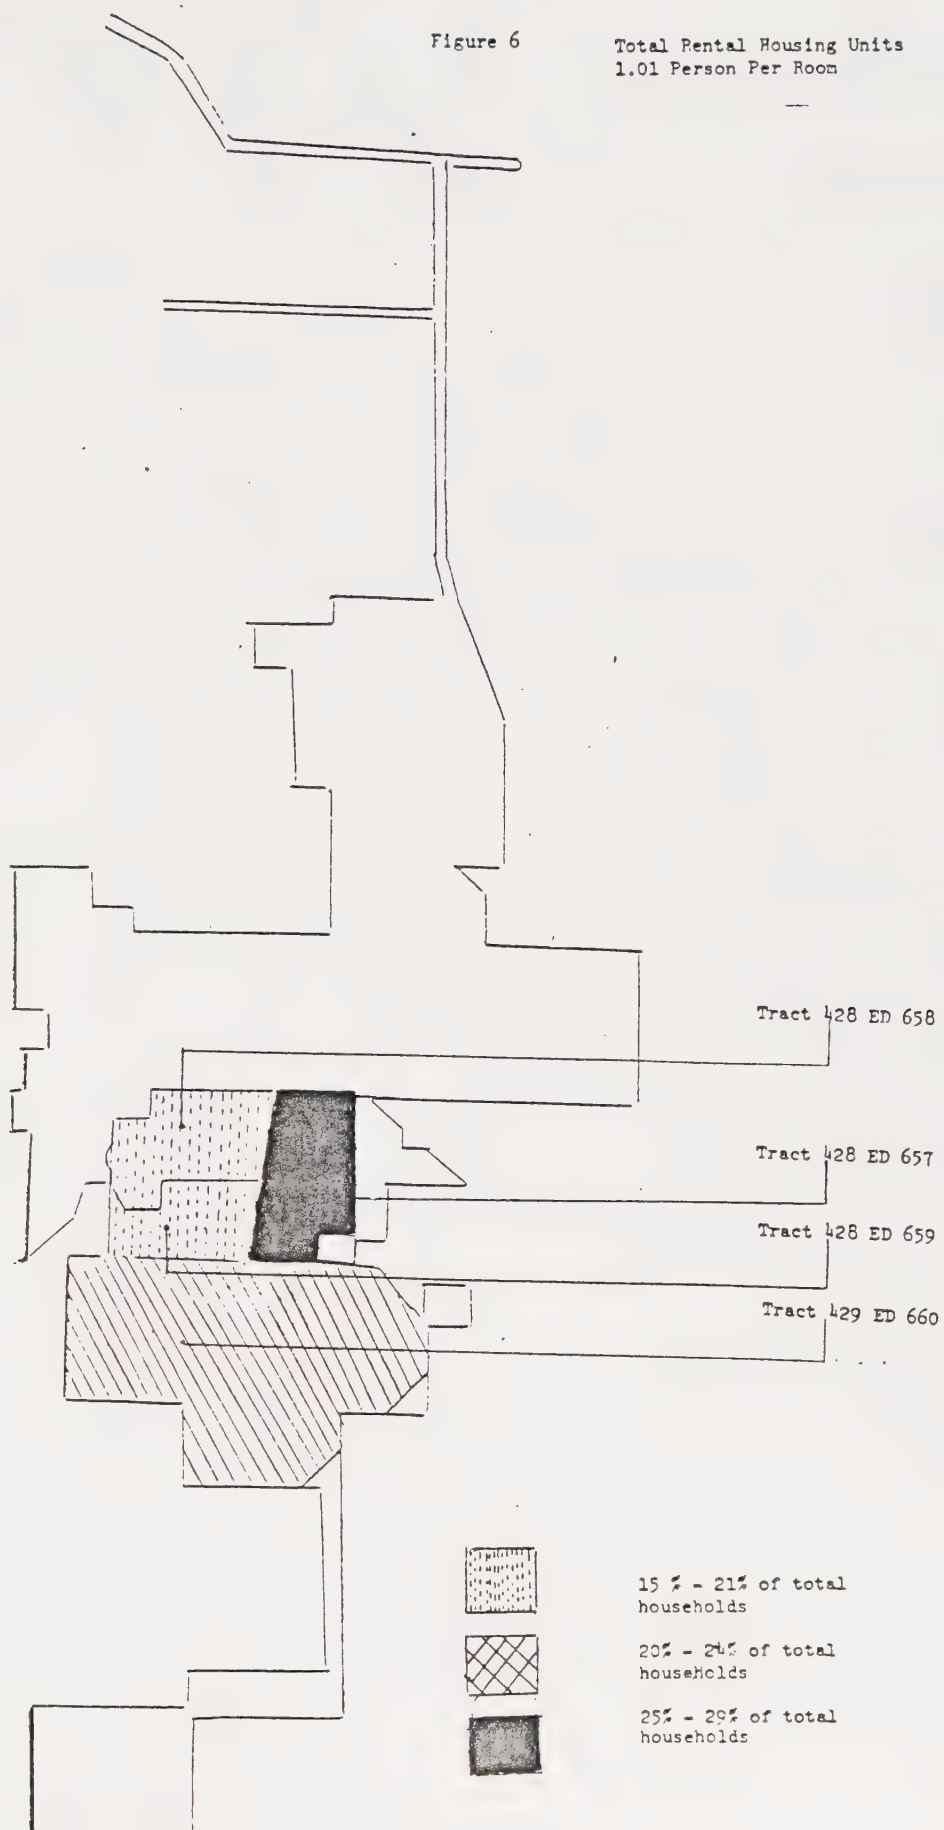 Figure 6
Total Rental Housing Units
1.01 Person Per Room
Tract 428 ED 658
Tract 428 ED 657
Tract 428 ED 659
Tract 429 ED 660
15 % - 21% of total
households
20% - 24% of total
households
25% - 29% of total
households